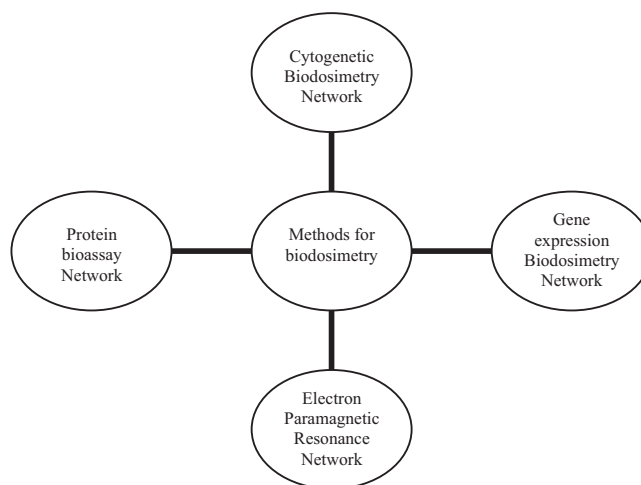 Cytogenetic
Biodosimetry
Network
Protein
bioassay
Network
Methods for
biodosimetry
Gene
expression
Biodosimetry
Network
Electron
Paramagnetic
Resonance
Network